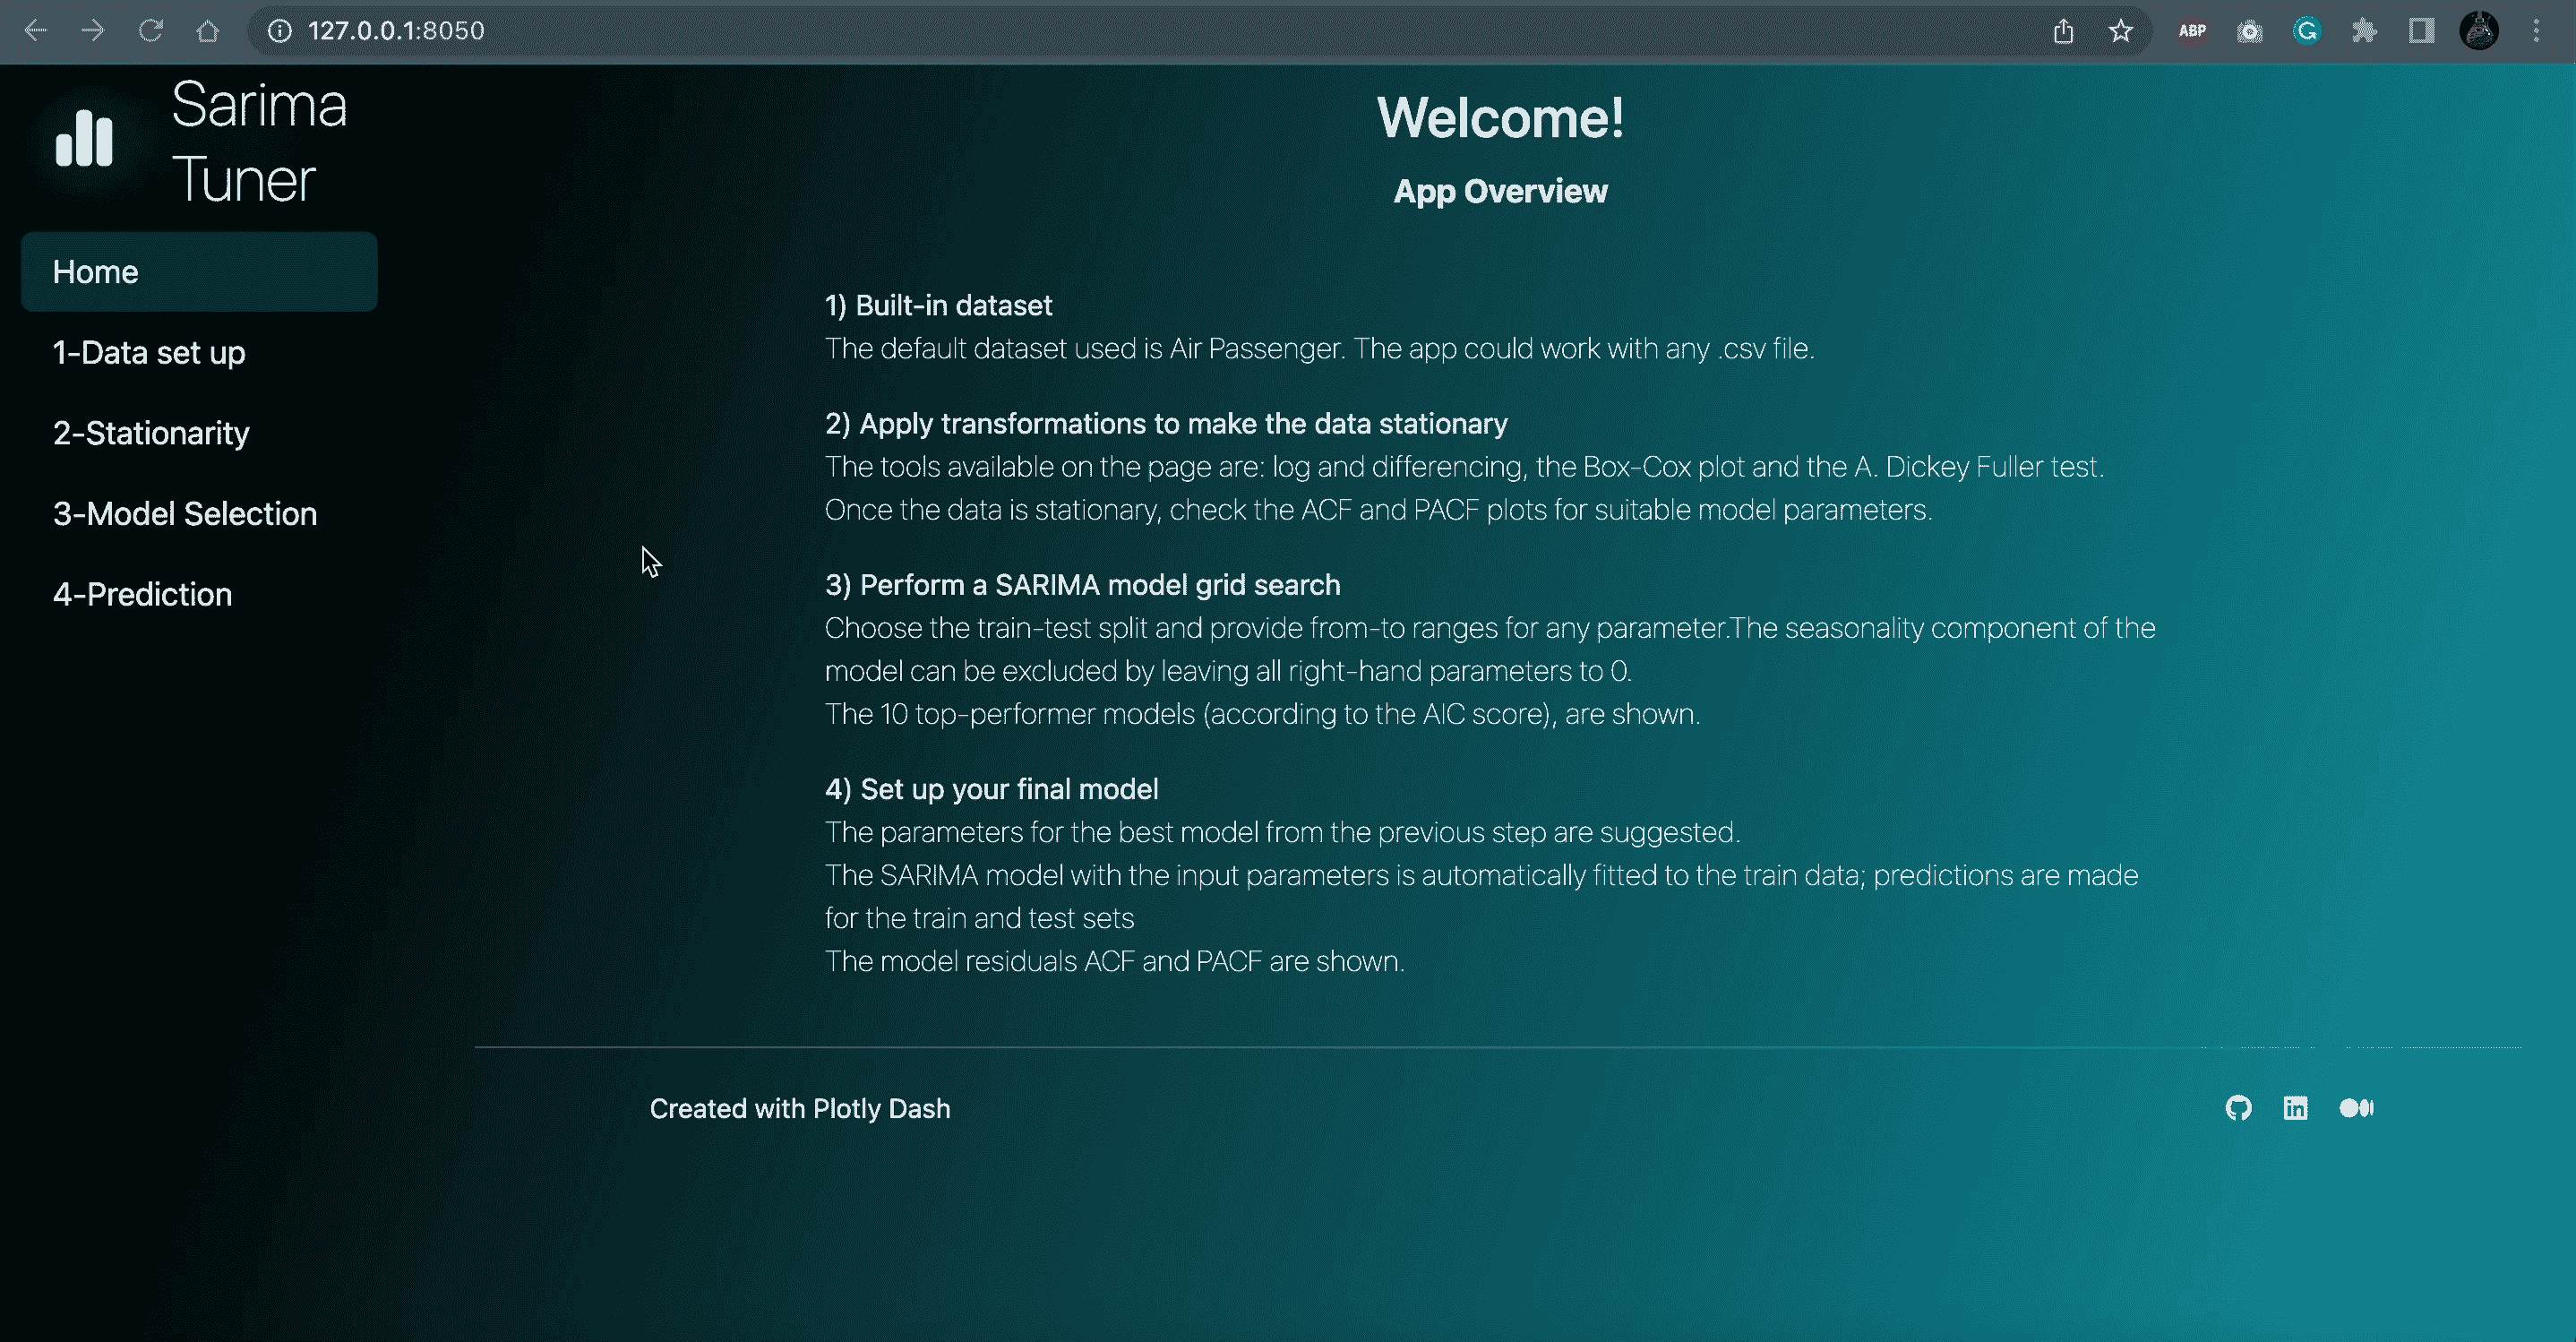 127.0.0.1:8050
ABP
Sarima
Tuner
Home
1-Data set up
2-Stationarity
3-Model Selection
4-Prediction
Welcome!
App Overview
1) Built-in dataset
The default dataset used is Air Passenger. The app could work with any .csv file.
2) Apply transformations to make the data stationary
The tools available on the page are: log and differencing, the Box-Cox plot and the A. Dickey Fuller test.
Once the data is stationary, check the ACF and PACF plots for suitable model parameters.
3) Perform a SARIMA model grid search
Choose the train-test split and provide from-to ranges for any parameter.The seasonality component of the
model can be excluded by leaving all right-hand parameters to 0.
The 10 top-performer models (according to the AIC score), are shown.
4) Set up your final model
The parameters for the best model from the previous step are suggested.
The SARIMA model with the input parameters is automatically fitted to the train data; predictions are made
for the train and test sets
The model residuals ACF and PACF are shown.
Created with Plotly Dash
in